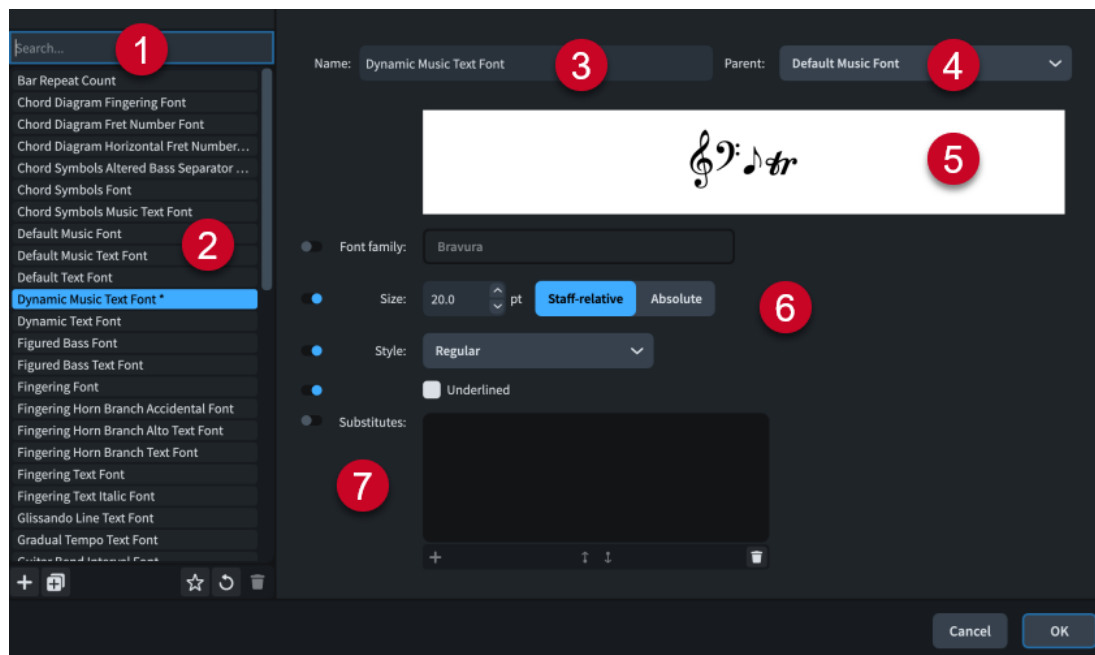 Search...
1
Bar Repeat Count
Chord Diagram Fingering Font
Chord Diagram Fret Number Font
Chord Diagram Horizontal Fret Number...
Chord Symbols Altered Bass Separator ...
Chord Symbols Font
Chord Symbols Music Text Font
Default Music Font
2
Default Music Text Font
Default Text Font
Dynamic Music Text Font *
Dynamic Text Font
Figured Bass Font
Figured Bass Text Font
Fingering Font
Fingering Horn Branch Accidental Font
Fingering Horn Branch Alto Text Font
Fingering Horn Branch Text Font
Fingering Text Font
Fingering Text Italic Font
Glissando Line Text Font
Gradual Tempo Text Font
Guitar Bend Interval Font
Name: Dynamic Music Text Font 3 Parent: Default Music Font 4
5
Font family: Bravura
Size: 20.0 pt Staff-relative Absolute 6
Style: Regular
Underlined
Substitutes:
7
Cancel OK